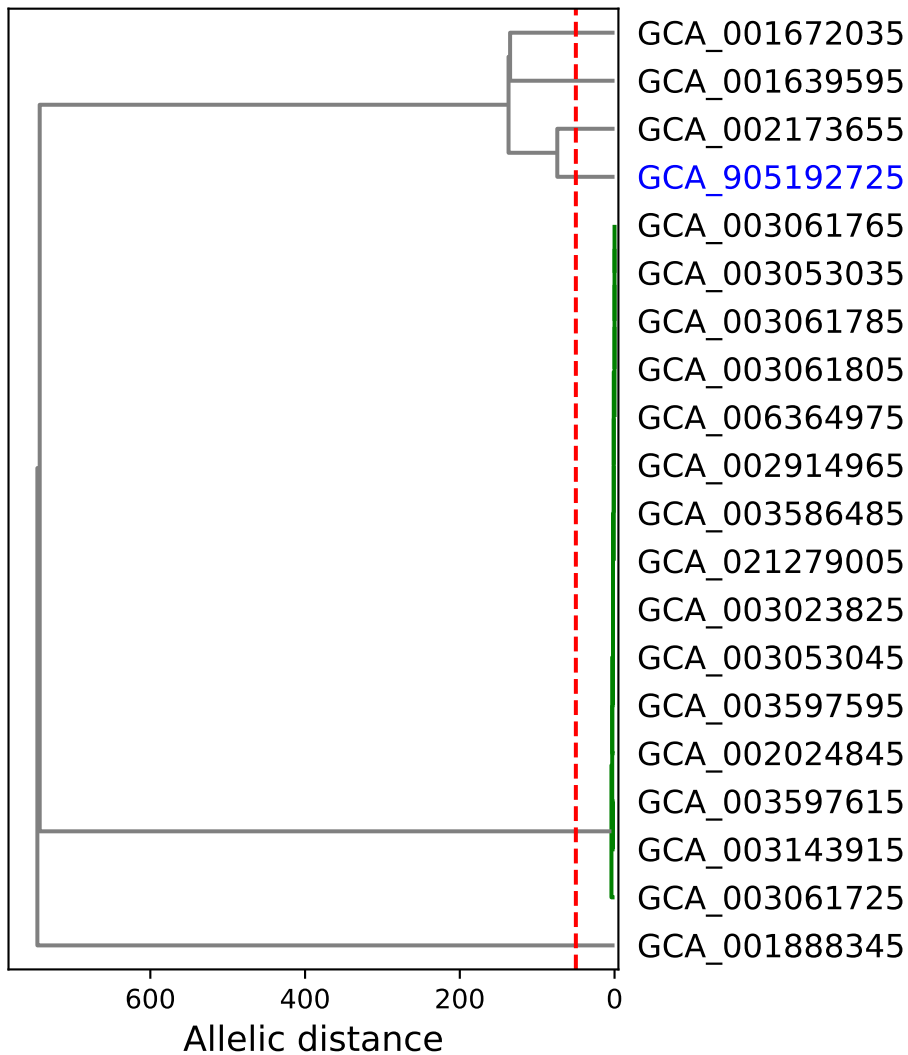 GCA_001672035
GCA_001639595
GCA_002173655
GCA_905192725
GCA_003061765
GCA_003053035
GCA_003061785
GCA_003061805
GCA_006364975
GCA_002914965
GCA_003586485
GCA_021279005
GCA_003023825
GCA_003053045
GCA_003597595
GCA_002024845
GCA_003597615
GCA_003143915
GCA_003061725
GCA_001888345
600 400 200 0
Allelic distance